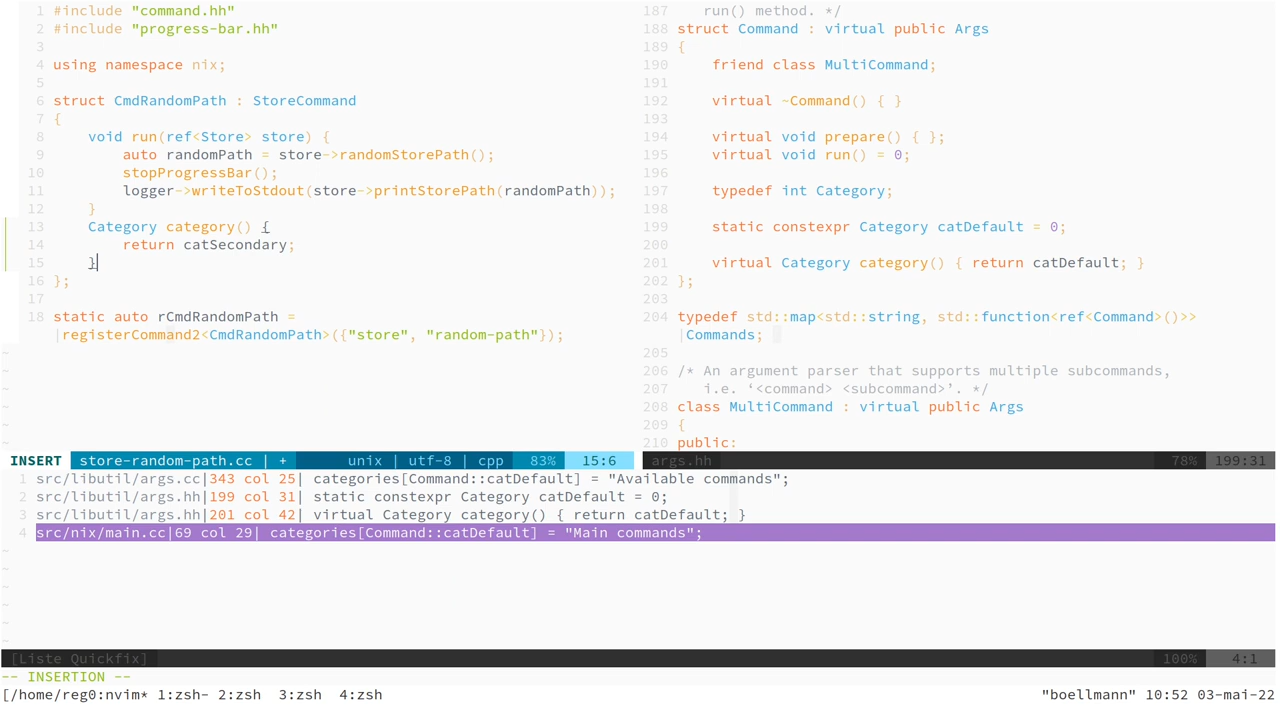 1 #include "command.hh"
2 #include "progress-bar.hh"
3
4 using namespace nix;
5
6 struct CmdRandomPath : StoreCommand
7 {
8     void run(ref<Store> store) {
9         auto randomPath = store->randomStorePath();
10         stopProgressBar();
11         logger->writeToStdout(store->printStorePath(randomPath));
12     }
13     Category category() {
14         return catSecondary;
15     }
16 };
17
18 static auto rCmdRandomPath =
|registerCommand2<CmdRandomPath>({"store", "random-path"});
~
~
~
~
~
~
INSERT store-random-path.cc | + unix | utf-8 | cpp 83% 15:6
187    run() method. */
188 struct Command : virtual public Args
189 {
190     friend class MultiCommand;
191
192     virtual ~Command() { }
193
194     virtual void prepare() { };
195     virtual void run() = 0;
196
197     typedef int Category;
198
199     static constexpr Category catDefault = 0;
200
201     virtual Category category() { return catDefault; }
202 };
203
204 typedef std::map<std::string, std::function<ref<Command>()>>
|Commands;
205
206 /* An argument parser that supports multiple subcommands,
207    i.e. ‘<command> <subcommand>’. */
208 class MultiCommand : virtual public Args
209 {
210 public:
args.hh 78% 199:31
1 src/libutil/args.cc|343 col 25| categories[Command::catDefault] = "Available commands";
2 src/libutil/args.hh|199 col 31| static constexpr Category catDefault = 0;
3 src/libutil/args.hh|201 col 42| virtual Category category() { return catDefault; }
4 src/nix/main.cc|69 col 29| categories[Command::catDefault] = "Main commands";
~
~
~
~
~
~
[Liste Quickfix] 100% 4:1
-- INSERTION --
[/home/reg0:nvim* 1:zsh- 2:zsh  3:zsh  4:zsh "boellmann" 10:52 03-mai-22